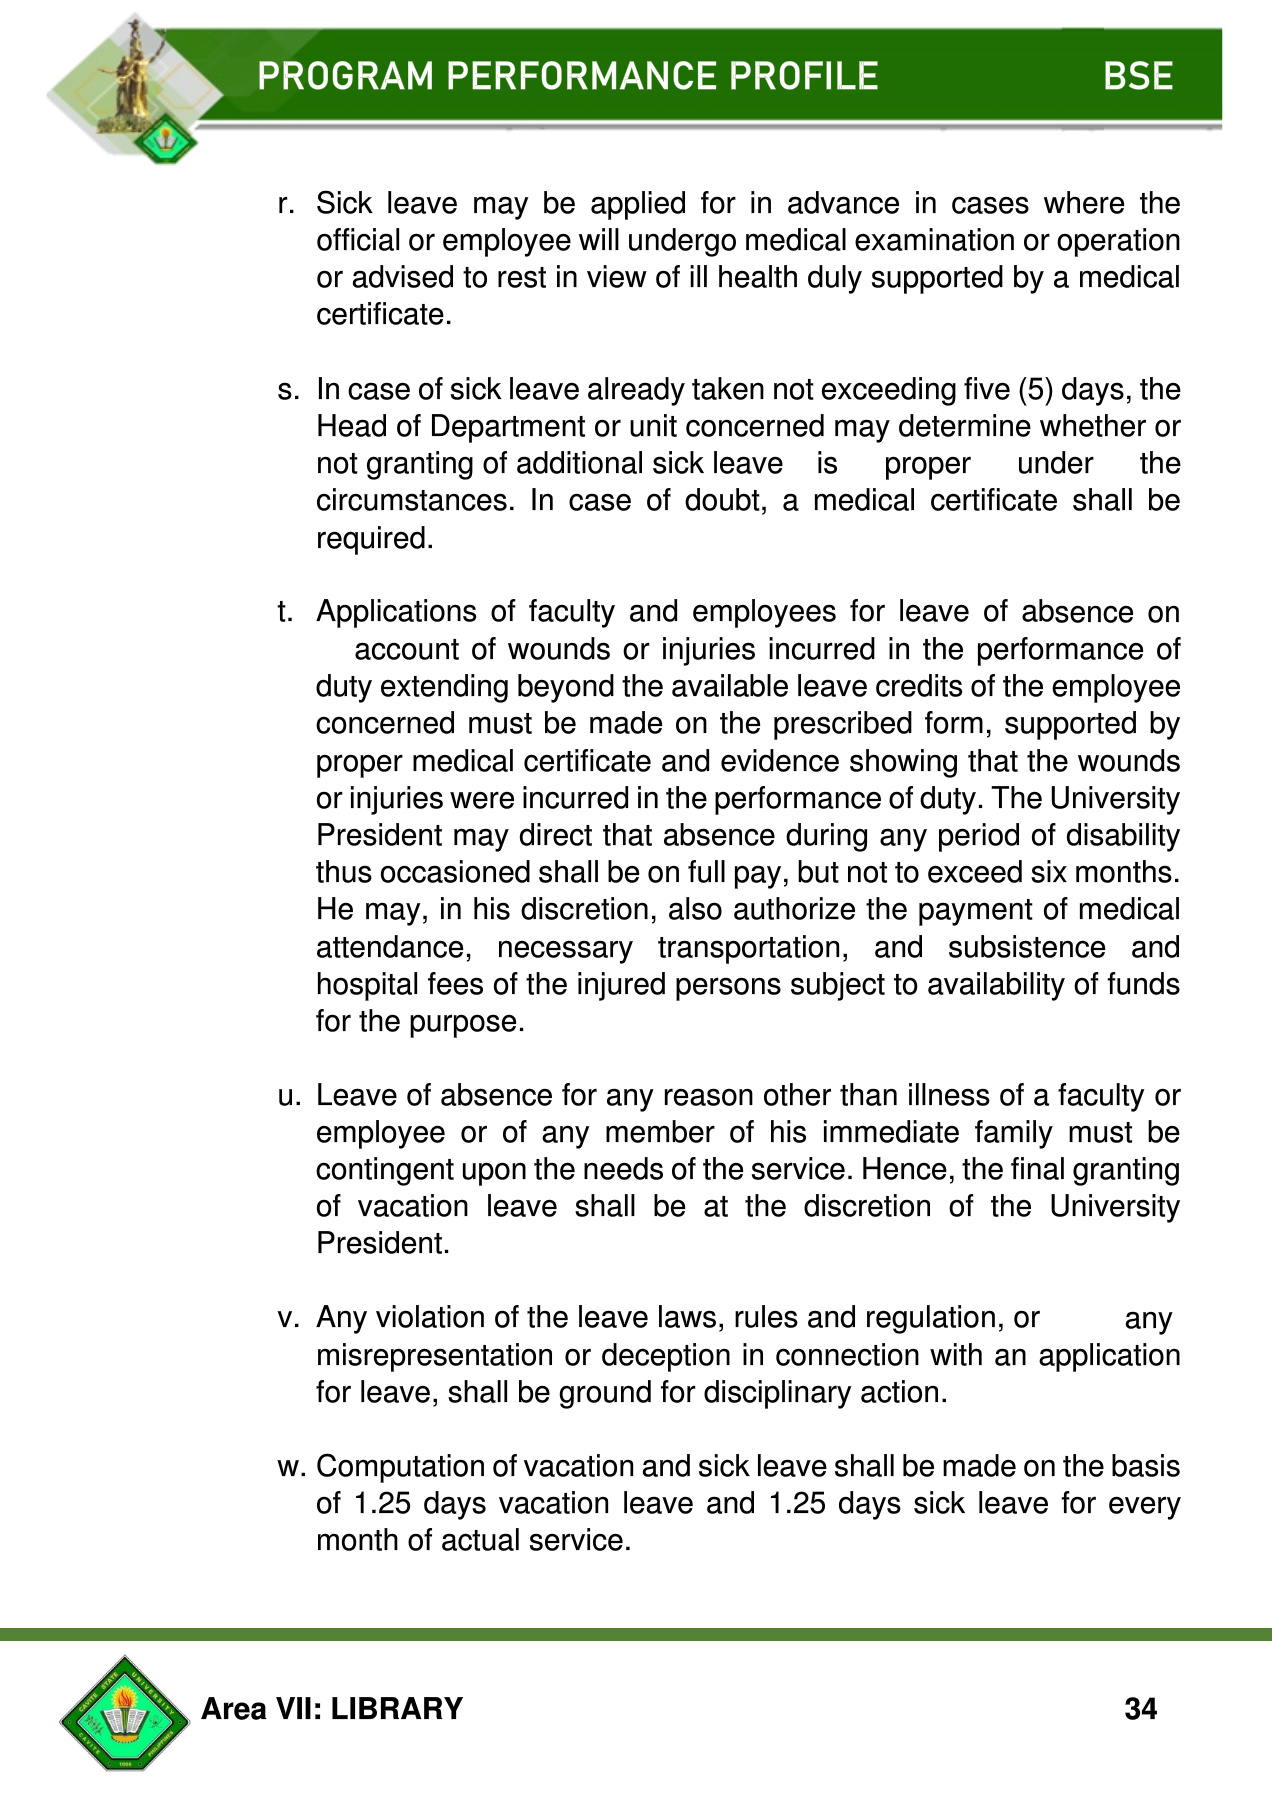 PROGRAM PERFORMANCE PROFILE BSE
r. Sick leave may be applied for in advance in cases where the
official or employee will undergo medical examination or operation
or advised to rest in view of ill health duly supported by a medical
certificate.
s. In case of sick leave already taken not exceeding five (5) days, the
Head of Department or unit concerned may determine whether or
not granting of additional sick leave is proper under the
circumstances. In case of doubt, a medical certificate shall be
required.
t. Applications of faculty and employees for leave of absence on
account of wounds or injuries incurred in the performance of
duty extending beyond the available leave credits of the employee
concerned must be made on the prescribed form, supported by
proper medical certificate and evidence showing that the wounds
or injuries were incurred in the performance of duty. The University
President may direct that absence during any period of disability
thus occasioned shall be on full pay, but not to exceed six months.
He may, in his discretion, also authorize the payment of medical
attendance, necessary transportation, and subsistence and
hospital fees of the injured persons subject to availability of funds
for the purpose.
u. Leave of absence for any reason other than illness of a faculty or
employee or of any member of his immediate family must be
contingent upon the needs of the service. Hence, the final granting
of vacation leave shall be at the discretion of the University
President.
v. Any violation of the leave laws, rules and regulation, or any
misrepresentation or deception in connection with an application
for leave, shall be ground for disciplinary action.
w. Computation of vacation and sick leave shall be made on the basis
of 1.25 days vacation leave and 1.25 days sick leave for every
month of actual service.
CAVITE STATE UNIVERSITY
CAVITE 1906 PHILIPPINES
Area VII: LIBRARY 34